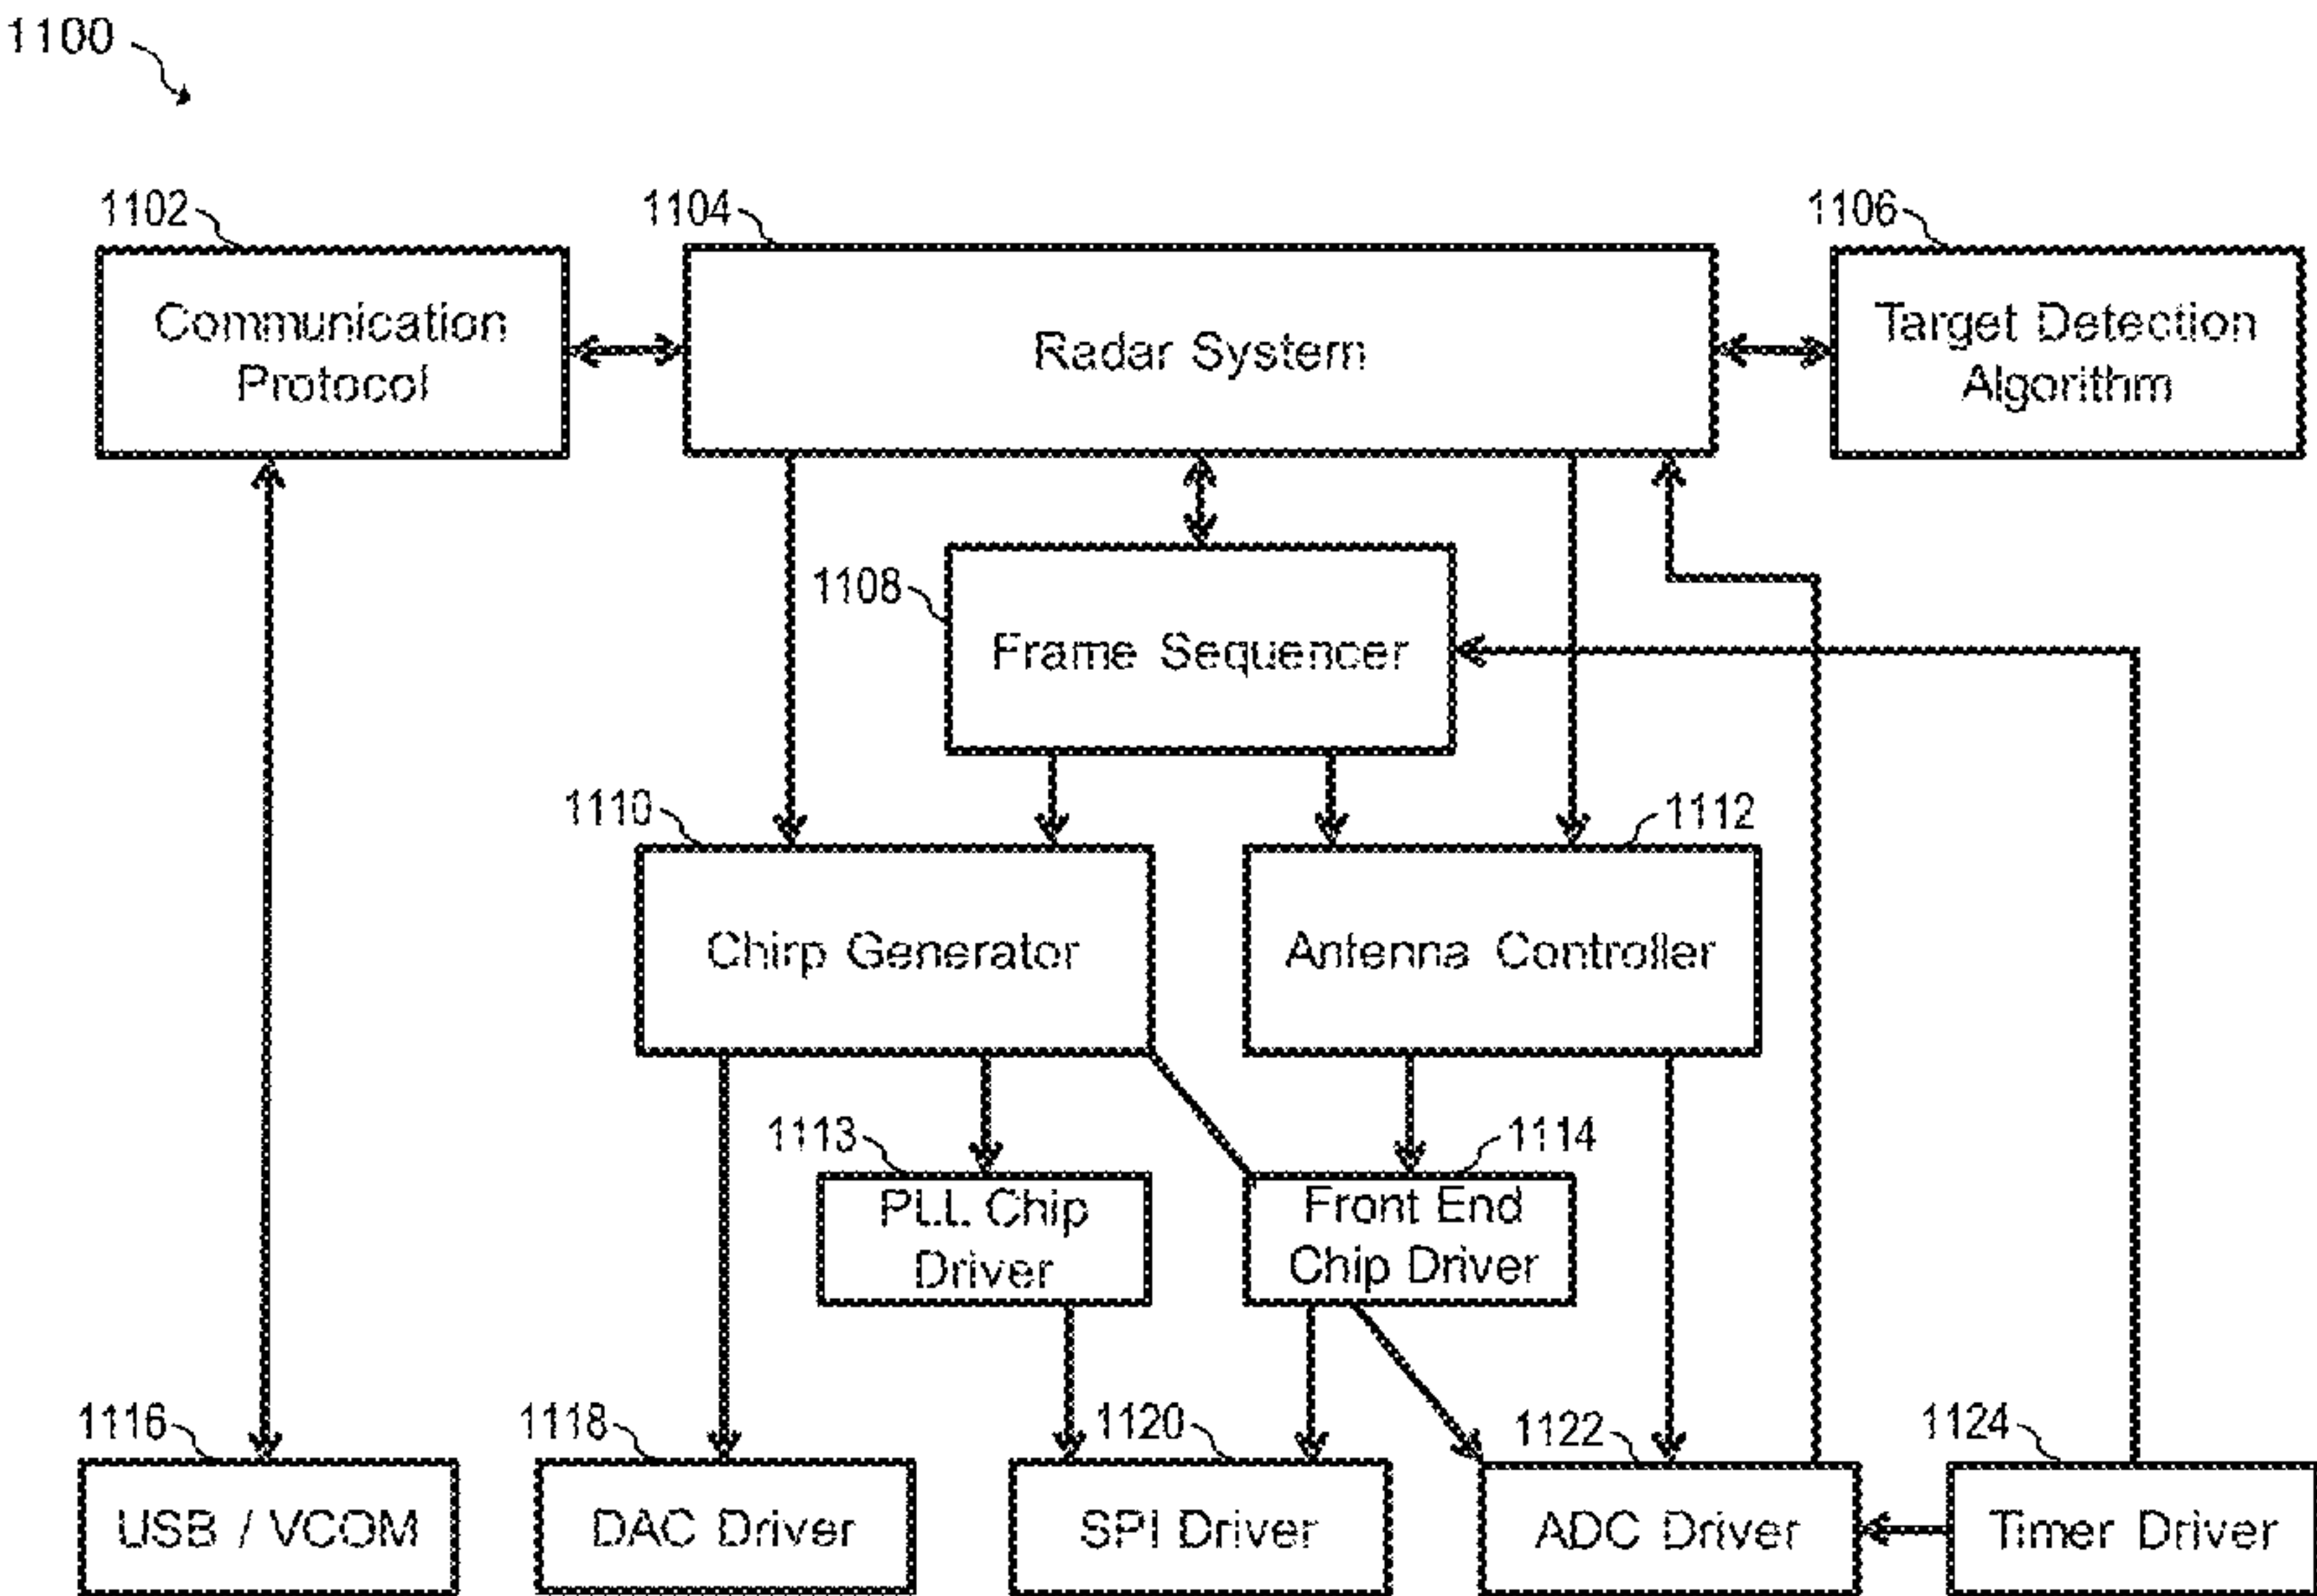 1100
1102
1104
1106
Communication
Protocol
Radar System
Target Detection
Algorithm
1108
Frame Sequencer
1110
1112
Chirp Generator
Antenna Controller
1113
1114
PLL Chip
Driver
Front End
Chip Driver
1116
1118
1120
1122
1124
USB / VCOM
DAC Driver
SPI Driver
ADC Driver
Timer Driver